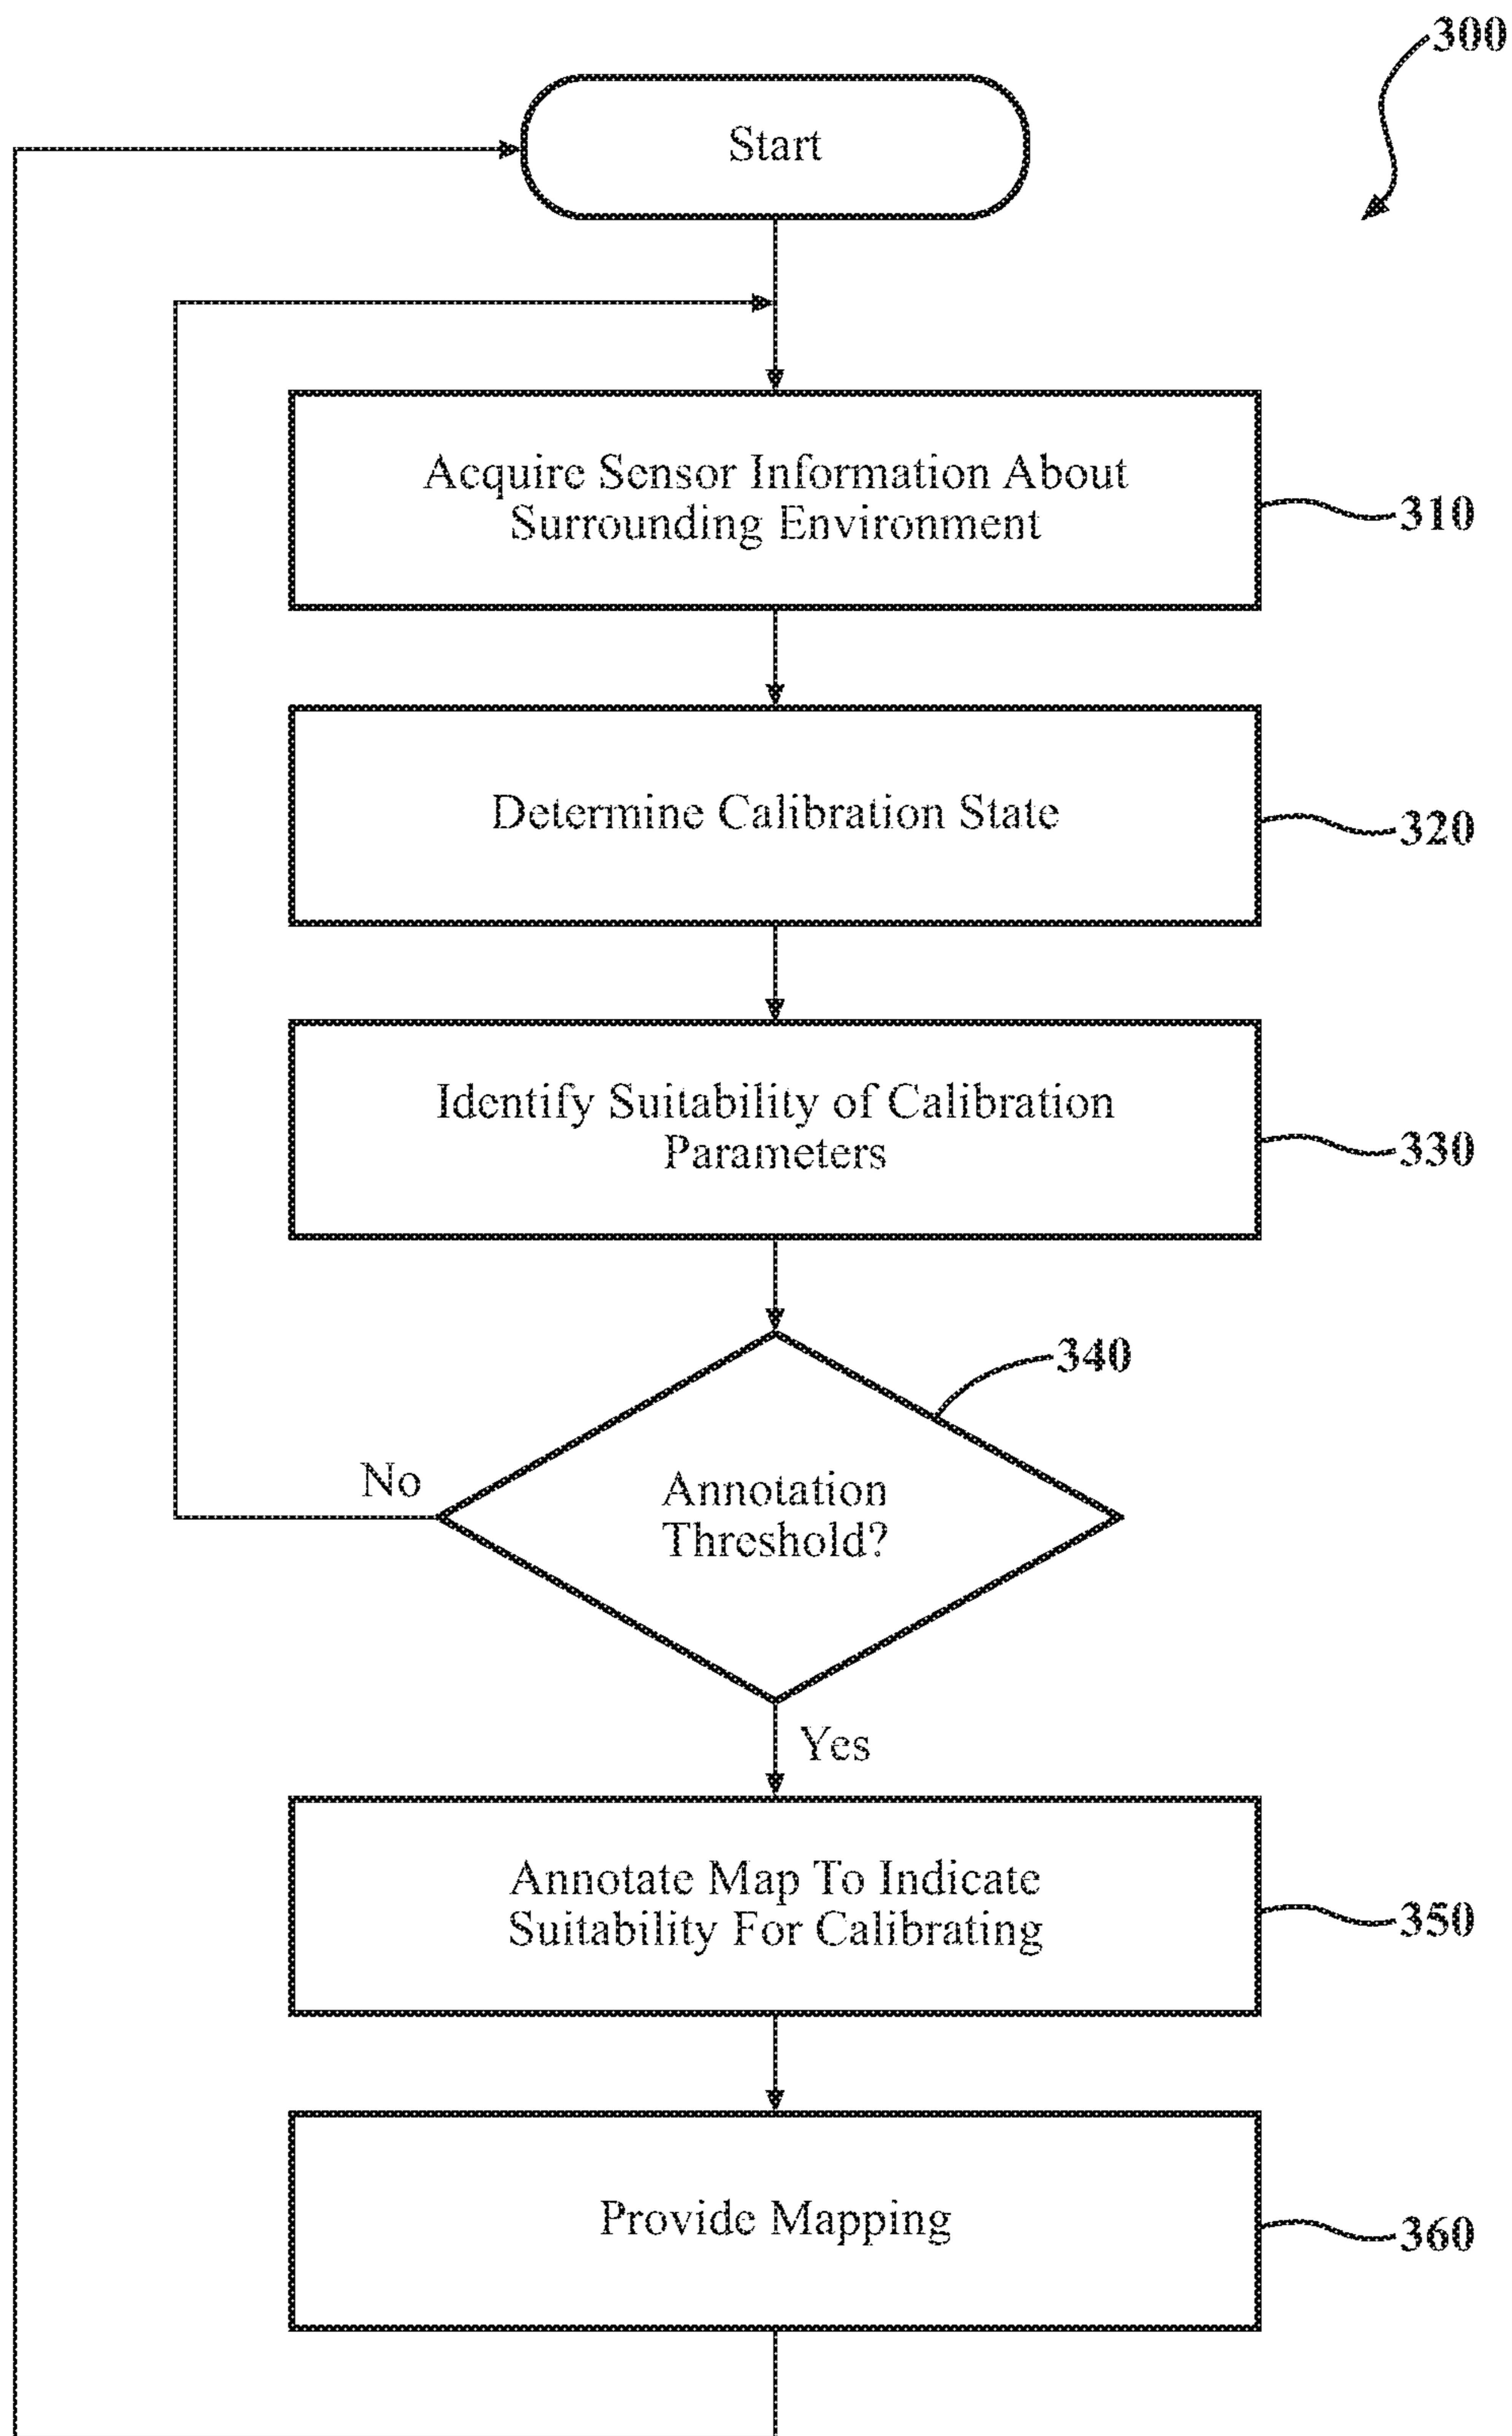 300
Start
Acquire Sensor Information About
Surrounding Environment
310
Determine Calibration State
320
Identify Suitability of Calibration
Parameters
330
340
Annotation
Threshold?
No
Yes
Annotate Map To Indicate
Suitability For Calibrating
350
Provide Mapping
360